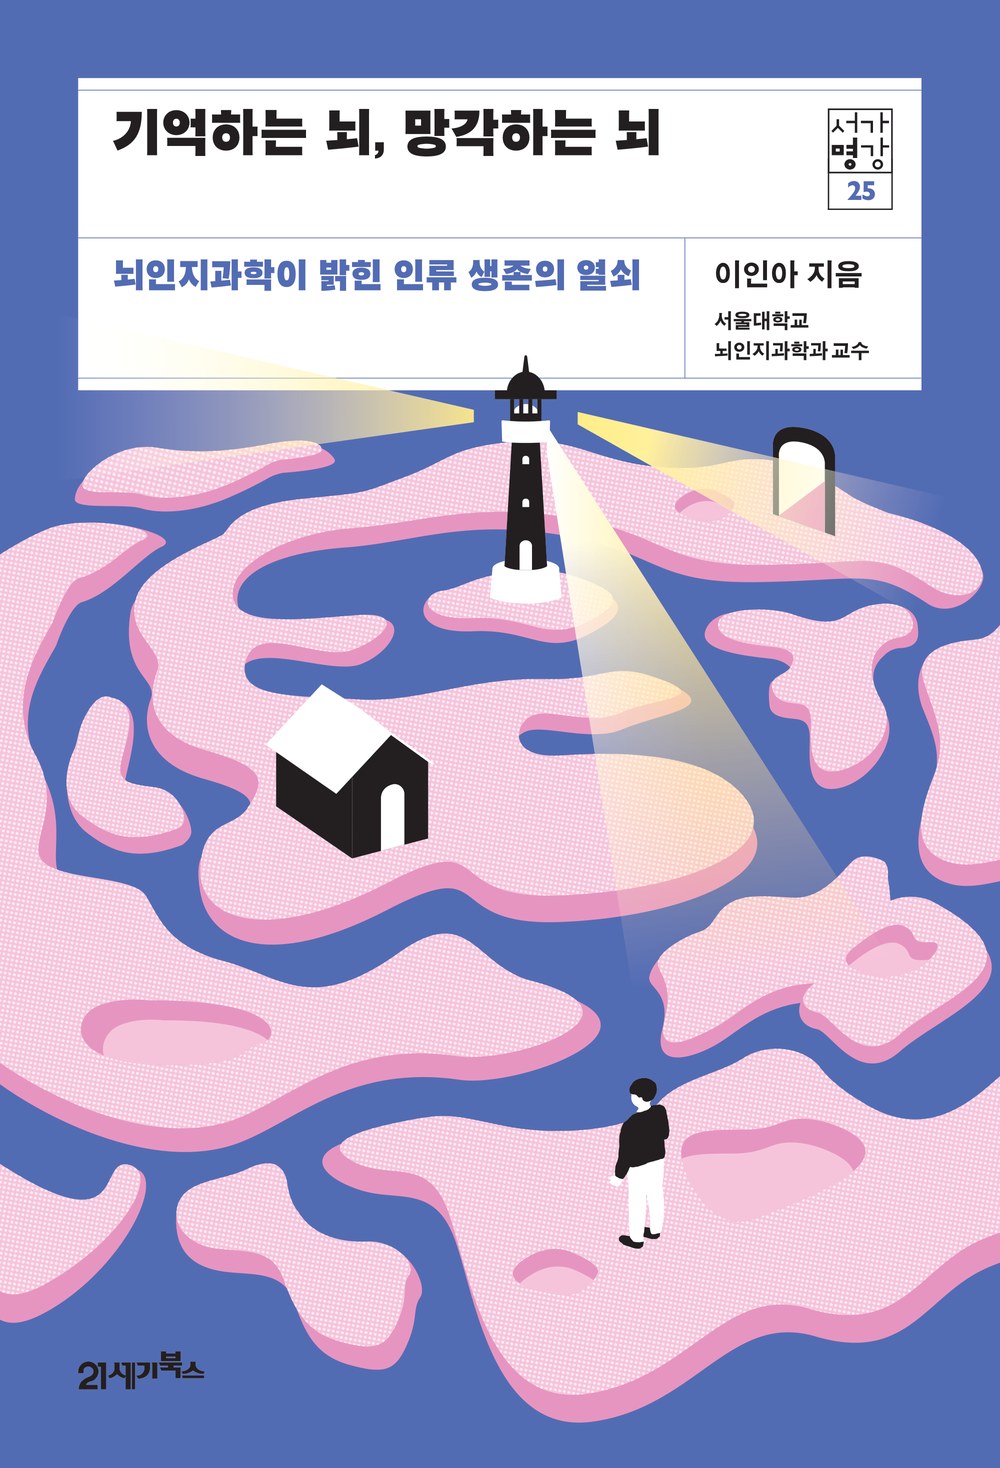 기억하는 뇌, 망각하는 뇌
서가
명강
25
뇌인지과학이 밝힌 인류 생존의 열쇠
이인아 지음
서울대학교
뇌인지과학과 교수
21세기북스